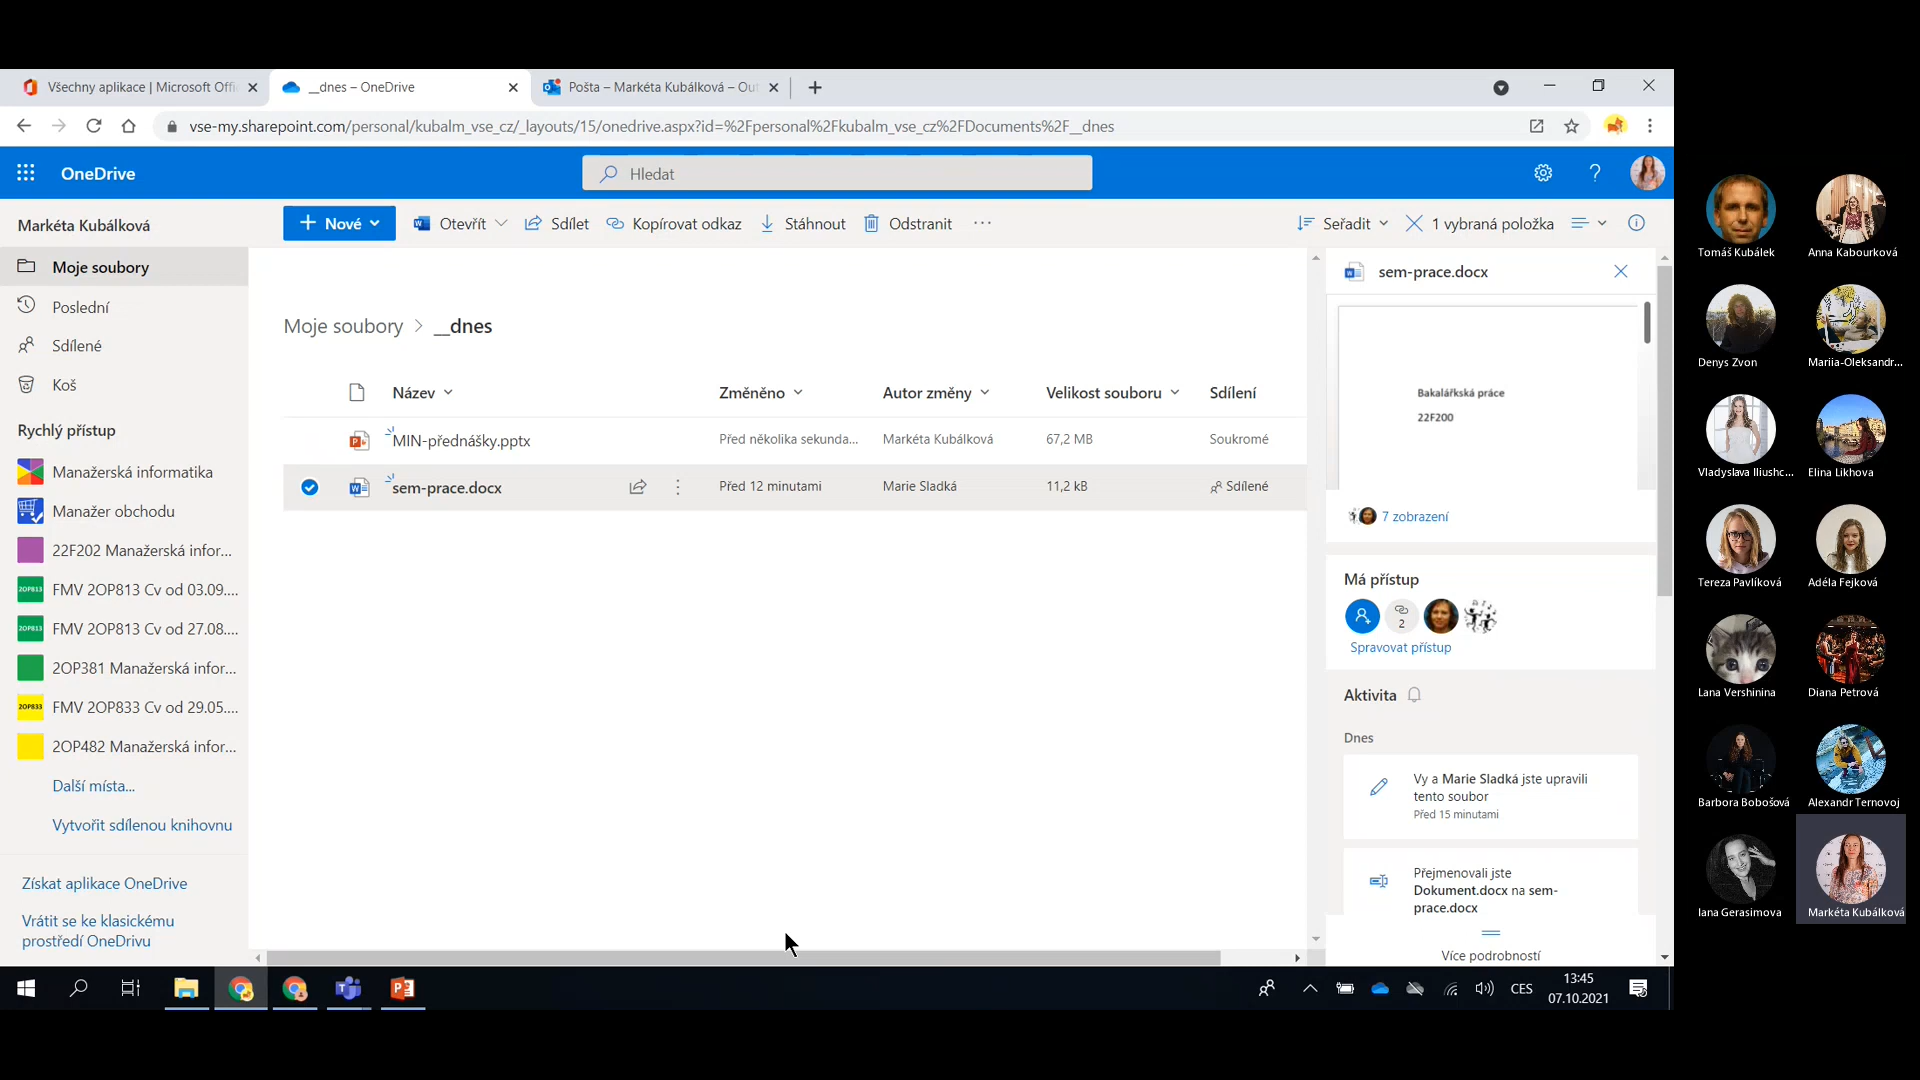 Všechny aplikace | Microsoft Offi
__dnes – OneDrive
Pošta – Markéta Kubálková – Out
vse-my.sharepoint.com/personal/kubalm_vse_cz/_layouts/15/onedrive.aspx?id=%2Fpersonal%2Fkubalm_vse_cz%2FDocuments%2F__dnes
OneDrive
Hledat
Markéta Kubálková
Nové
Otevřít
Sdílet
Kopírovat odkaz
Stáhnout
Odstranit
Seřadit
1 vybraná položka
Moje soubory
Poslední
Sdílené
Koš
Rychlý přístup
Manažerská informatika
Manažer obchodu
22F202 Manažerská infor...
2OP813 FMV 2OP813 Cv od 03.09....
2OP813 FMV 2OP813 Cv od 27.08....
2OP381 Manažerská infor...
2OP833 FMV 2OP833 Cv od 29.05....
2OP482 Manažerská infor...
Další místa...
Vytvořit sdílenou knihovnu
Získat aplikace OneDrive
Vrátit se ke klasickému
prostředí OneDrivu
Moje soubory > __dnes
Název
Změněno
Autor změny
Velikost souboru
Sdílení
MIN-přednášky.pptx
Před několika sekunda...
Markéta Kubálková
67,2 MB
Soukromé
sem-prace.docx
Před 12 minutami
Marie Sladká
11,2 kB
Sdílené
sem-prace.docx
Bakalářkská práce
22F200
7 zobrazení
Má přístup
2
Spravovat přístup
Aktivita
Dnes
Vy a Marie Sladká jste upravili
tento soubor
Před 15 minutami
Přejmenovali jste
Dokument.docx na sem-
prace.docx
Více podrobností
CES
13:45
07.10.2021
Tomáš Kubálek
Anna Kabourková
Denys Zvon
Mariia-Oleksandr...
Vladyslava Iliushc...
Elina Likhova
Tereza Pavlíková
Adéla Fejková
Lana Vershinina
Diana Petrová
Barbora Bobošová
Alexandr Ternovoj
Iana Gerasimova
Markéta Kubálková